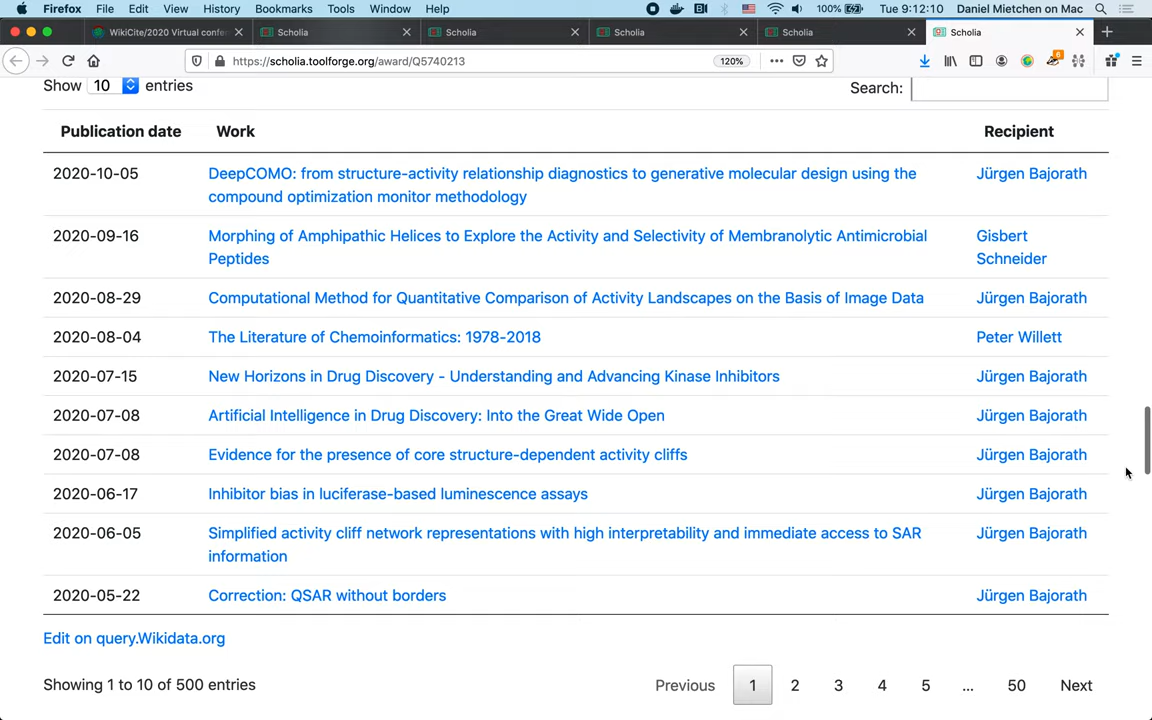 Firefox File Edit View History Bookmarks Tools Window Help 100% Tue 9:12:10 Daniel Mietchen on Mac
WikiCite/2020 Virtual confe Scholia Scholia Scholia Scholia Scholia
https://scholia.toolforge.org/award/Q5740213 120% 6
Show 10 entries Search:
Publication date Work Recipient
2020-10-05 DeepCOMO: from structure-activity relationship diagnostics to generative molecular design using the Jürgen Bajorath
compound optimization monitor methodology
2020-09-16 Morphing of Amphipathic Helices to Explore the Activity and Selectivity of Membranolytic Antimicrobial Gisbert
Peptides Schneider
2020-08-29 Computational Method for Quantitative Comparison of Activity Landscapes on the Basis of Image Data Jürgen Bajorath
2020-08-04 The Literature of Chemoinformatics: 1978-2018 Peter Willett
2020-07-15 New Horizons in Drug Discovery - Understanding and Advancing Kinase Inhibitors Jürgen Bajorath
2020-07-08 Artificial Intelligence in Drug Discovery: Into the Great Wide Open Jürgen Bajorath
2020-07-08 Evidence for the presence of core structure-dependent activity cliffs Jürgen Bajorath
2020-06-17 Inhibitor bias in luciferase-based luminescence assays Jürgen Bajorath
2020-06-05 Simplified activity cliff network representations with high interpretability and immediate access to SAR Jürgen Bajorath
information
2020-05-22 Correction: QSAR without borders Jürgen Bajorath
Edit on query.Wikidata.org
Showing 1 to 10 of 500 entries Previous 1 2 3 4 5 ... 50 Next